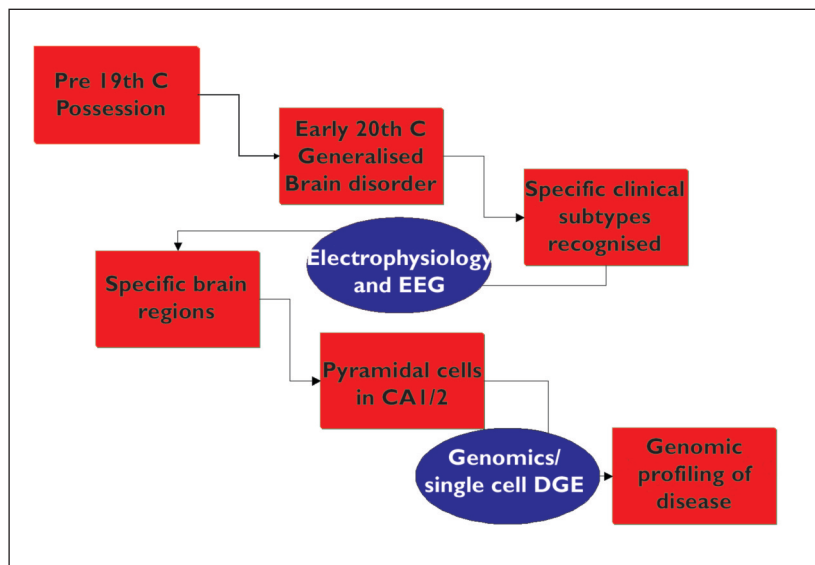 Pre 19th C
Possession
Early 20th C
Generalised
Brain disorder
Specific clinical
subtypes
recognised
Electrophysiology
and EEG
Specific brain
regions
Pyramidal cells
in CA1/2
Genomics/
single cell DGE
Genomic
profiling of
disease